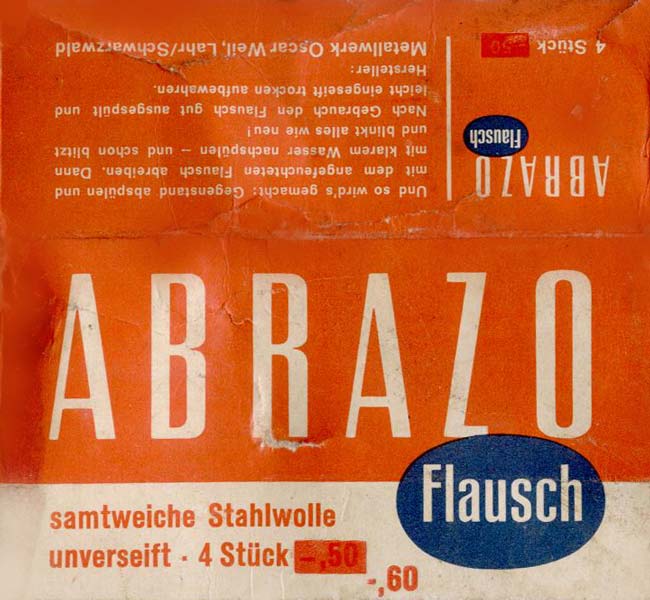 4 Stück -,50
ABRAZO
Flausch
Und so wird's gemacht: Gegenstand abspülen und
mit dem angefeuchteten Flausch abreiben. Dann
mit klarem Wasser nachspülen – und schon blitzt
und blinkt alles wie neu!
Nach Gebrauch den Flausch gut ausgespült und
leicht eingeseift trocken aufbewahren.
Hersteller:
Metallwerk Oscar Weil, Lahr/Schwarzwald
ABRAZO
Flausch
samtweiche Stahlwolle
unverseift · 4 Stück -,50
-,60